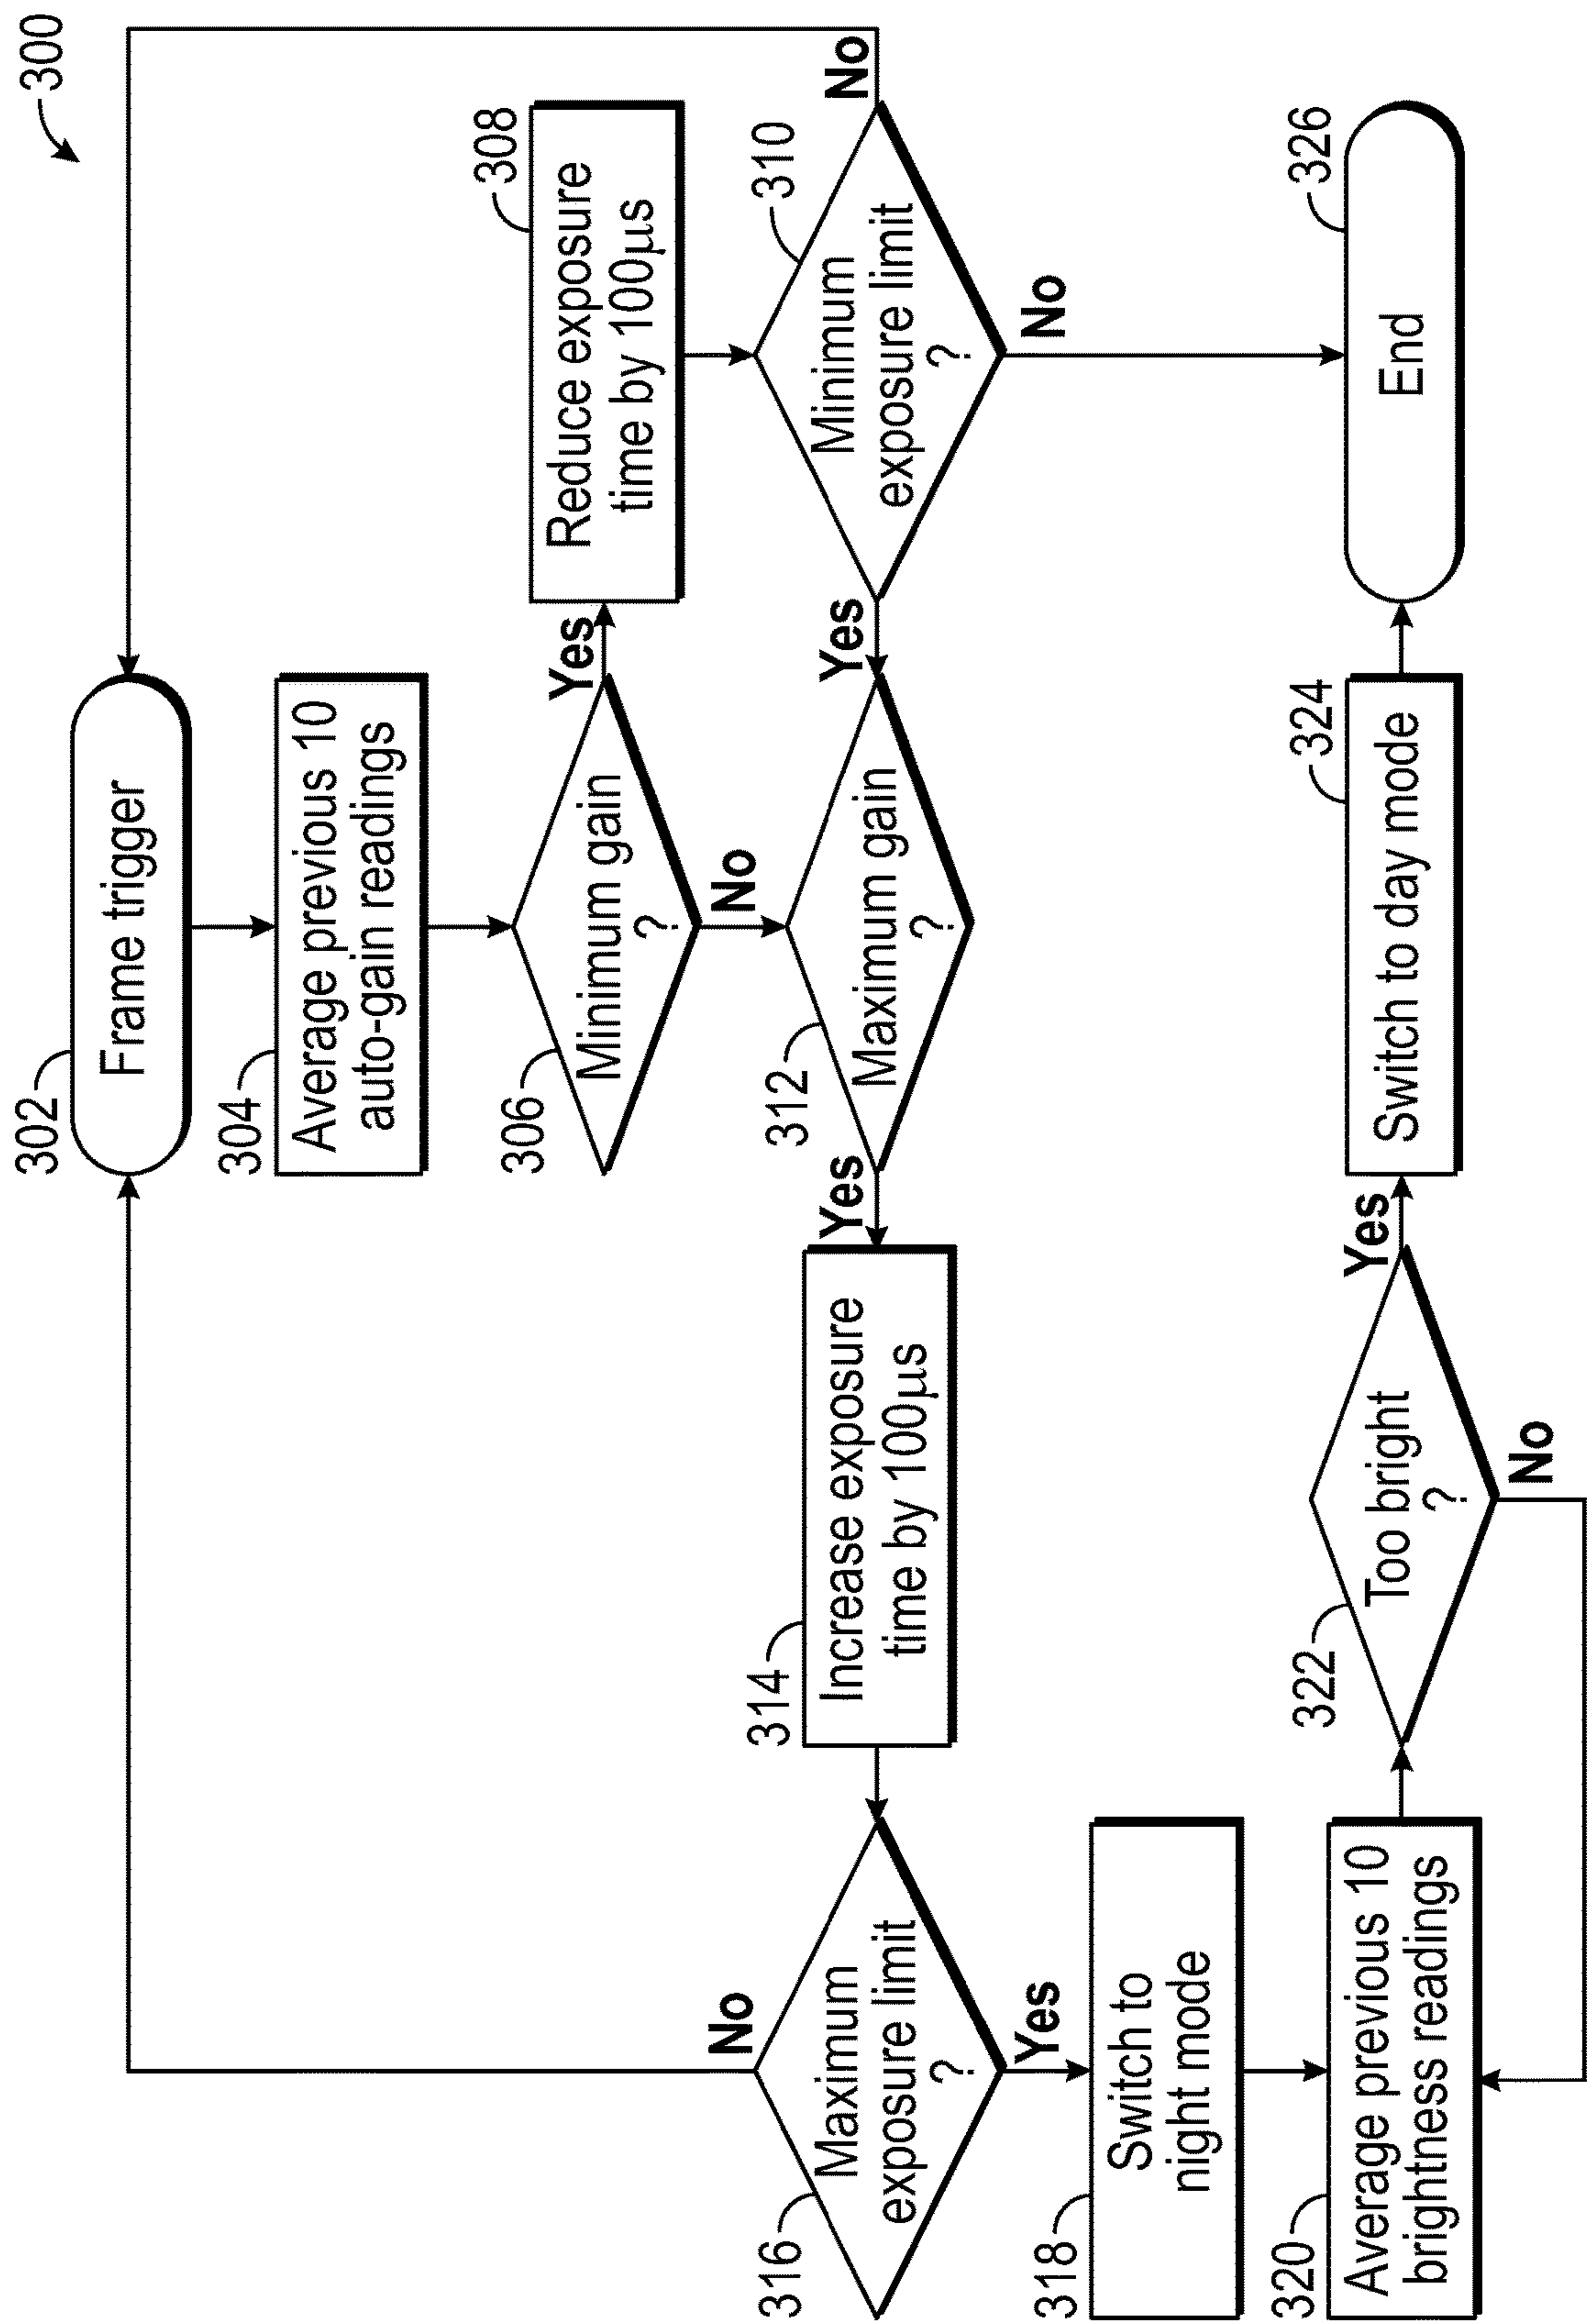 300
302
Frame trigger
304
Average previous 10
auto-gain readings
306
Minimum gain
?
Yes
No
308
Reduce exposure
time by 100μs
310
Minimum
exposure limit
?
No
Yes
No
312
Maximum gain
?
Yes
314
Increase exposure
time by 100μs
316
Maximum
exposure limit
?
No
Yes
318
Switch to
night mode
320
Average previous 10
brightness readings
322
Too bright
?
Yes
No
324
Switch to day mode
326
End